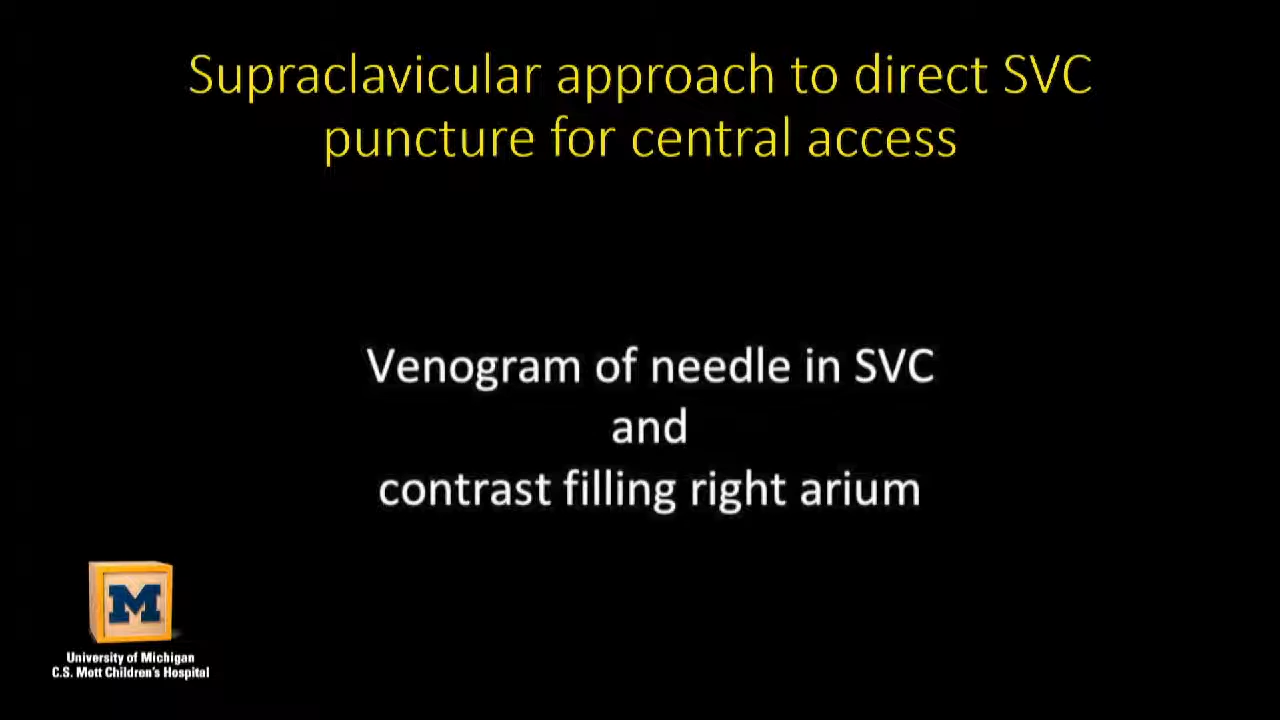 Supraclavicular approach to direct SVC
puncture for central access
Venogram of needle in SVC
and
contrast filling right arium
M
University of Michigan
C.S. Mott Children's Hospital